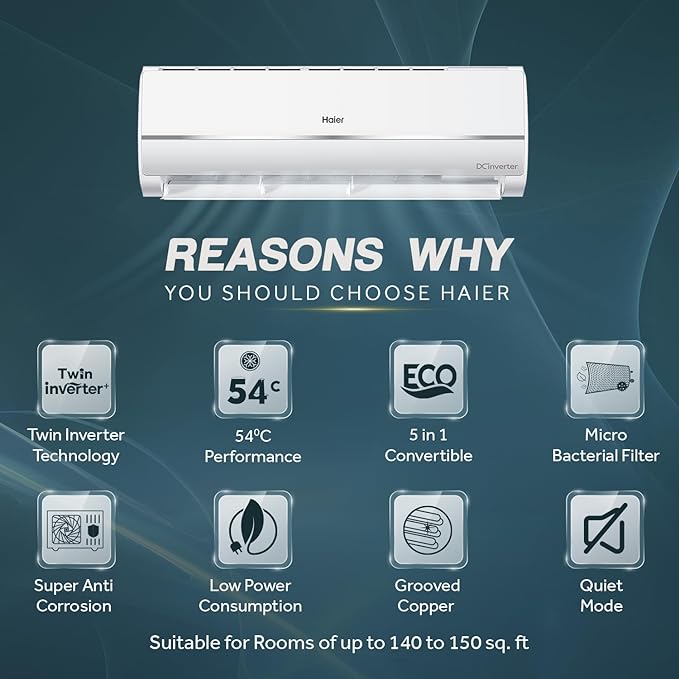 Haier
DC inverter
REASONS WHY
YOU SHOULD CHOOSE HAIER
Twin
inverter+
54 C
ECO
Twin Inverter
Technology
54ºC
Performance
5 in 1
Convertible
Micro
Bacterial Filter
Super Anti
Corrosion
Low Power
Consumption
Grooved
Copper
Quiet
Mode
Suitable for Rooms of up to 140 to 150 sq. ft